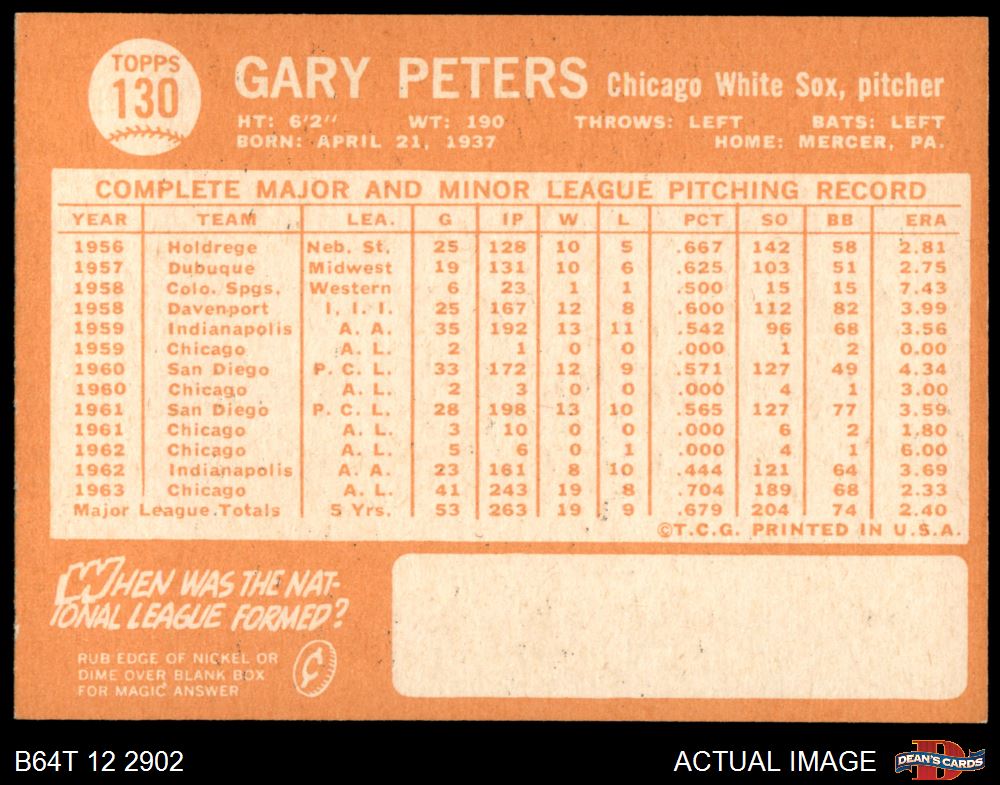 TOPPS
130
GARY PETERS Chicago White Sox, pitcher
HT: 6'2" WT: 190 THROWS: LEFT BATS: LEFT
BORN: APRIL 21, 1937 HOME: MERCER, PA.
COMPLETE MAJOR AND MINOR LEAGUE PITCHING RECORD
YEAR TEAM LEA. G IP W L PCT SO BB ERA
1956 Holdrege Neb. St. 25 128 10 5 .667 142 58 2.81
1957 Dubuque Midwest 19 131 10 6 .625 103 51 2.75
1958 Colo. Spgs. Western 6 23 1 1 .500 15 15 7.43
1958 Davenport I. I. I. 25 167 12 8 .600 112 82 3.99
1959 Indianapolis A. A. 35 192 13 11 .542 96 68 3.56
1959 Chicago A. L. 2 1 0 0 .000 1 2 0.00
1960 San Diego P. C. L. 33 172 12 9 .571 127 49 4.34
1960 Chicago A. L. 2 3 0 0 .000 4 1 3.00
1961 San Diego P. C. L. 28 198 13 10 .565 127 77 3.59
1961 Chicago A. L. 3 10 0 0 .000 6 2 1.80
1962 Chicago A. L. 5 6 0 1 .000 4 1 6.00
1962 Indianapolis A. A. 23 161 8 10 .444 121 64 3.69
1963 Chicago A. L. 41 243 19 8 .704 189 68 2.33
Major League Totals 5 Yrs. 53 263 19 9 .679 204 74 2.40
©T.C.G. PRINTED IN U.S.A.
WHEN WAS THE NAT-
IONAL LEAGUE FORMED?
RUB EDGE OF NICKEL OR
DIME OVER BLANK BOX
FOR MAGIC ANSWER
¢
B64T 12 2902 ACTUAL IMAGE D DEAN'S CARDS